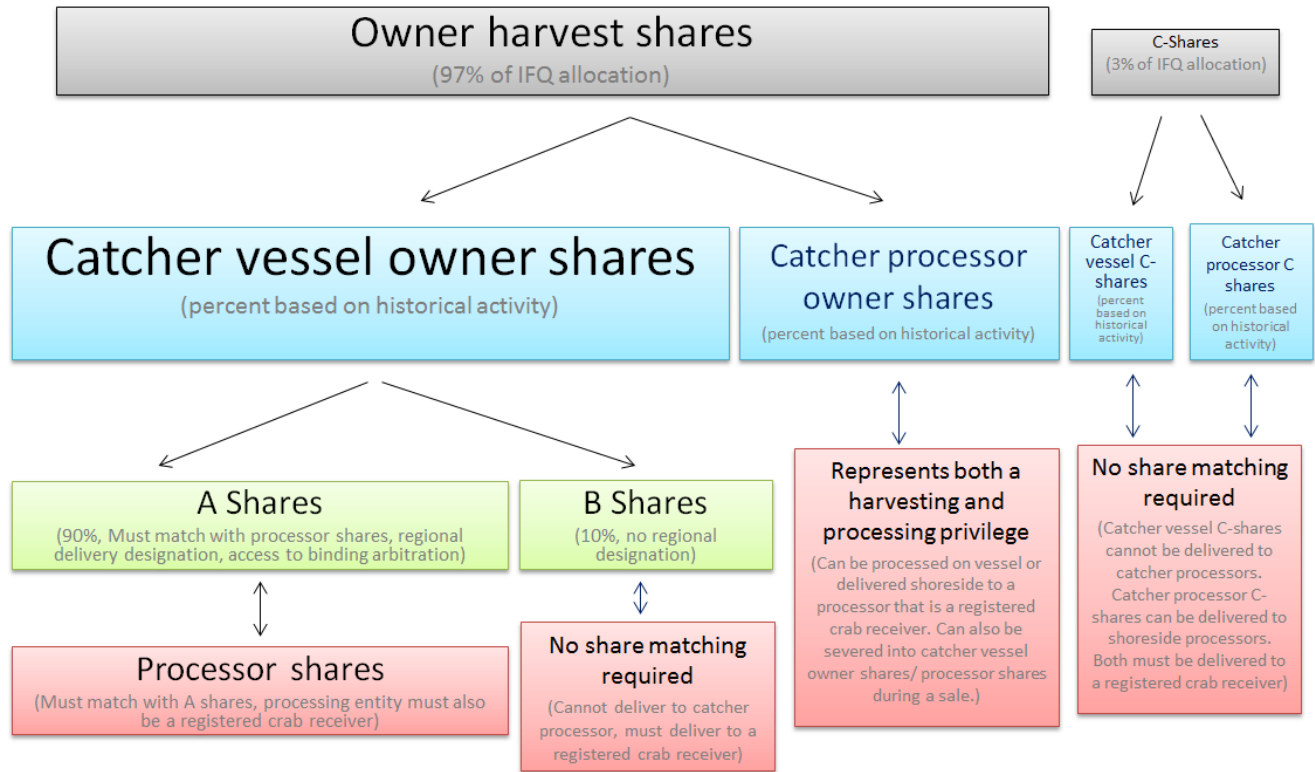 Owner harvest shares
(97% of IFQ allocation)
C-Shares
(3% of IFQ allocation)
Catcher vessel owner shares
(percent based on historical activity)
Catcher processor
owner shares
(percent based on historical activity)
Catcher
vessel C-
shares
(percent
based on
historical
activity)
Catcher
processor C
shares
(percent based
on historical
activity)
A Shares
(90%, Must match with processor shares, regional
delivery designation, access to binding arbitration)
B Shares
(10%, no regional
designation)
Represents both a
harvesting and
processing privilege
(Can be processed on vessel or
delivered shoreside to a
processor that is a registered
crab receiver. Can also be
severed into catcher vessel
owner shares/ processor shares
during a sale.)
No share matching
required
(Catcher vessel C-shares
cannot be delivered to
catcher processors.
Catcher processor C-
shares can be delivered to
shoreside processors.
Both must be delivered to
a registered crab receiver)
Processor shares
(Must match with A shares, processing entity must also
be a registered crab receiver)
No share matching
required
(Cannot deliver to catcher
processor, must deliver to a
registered crab receiver)